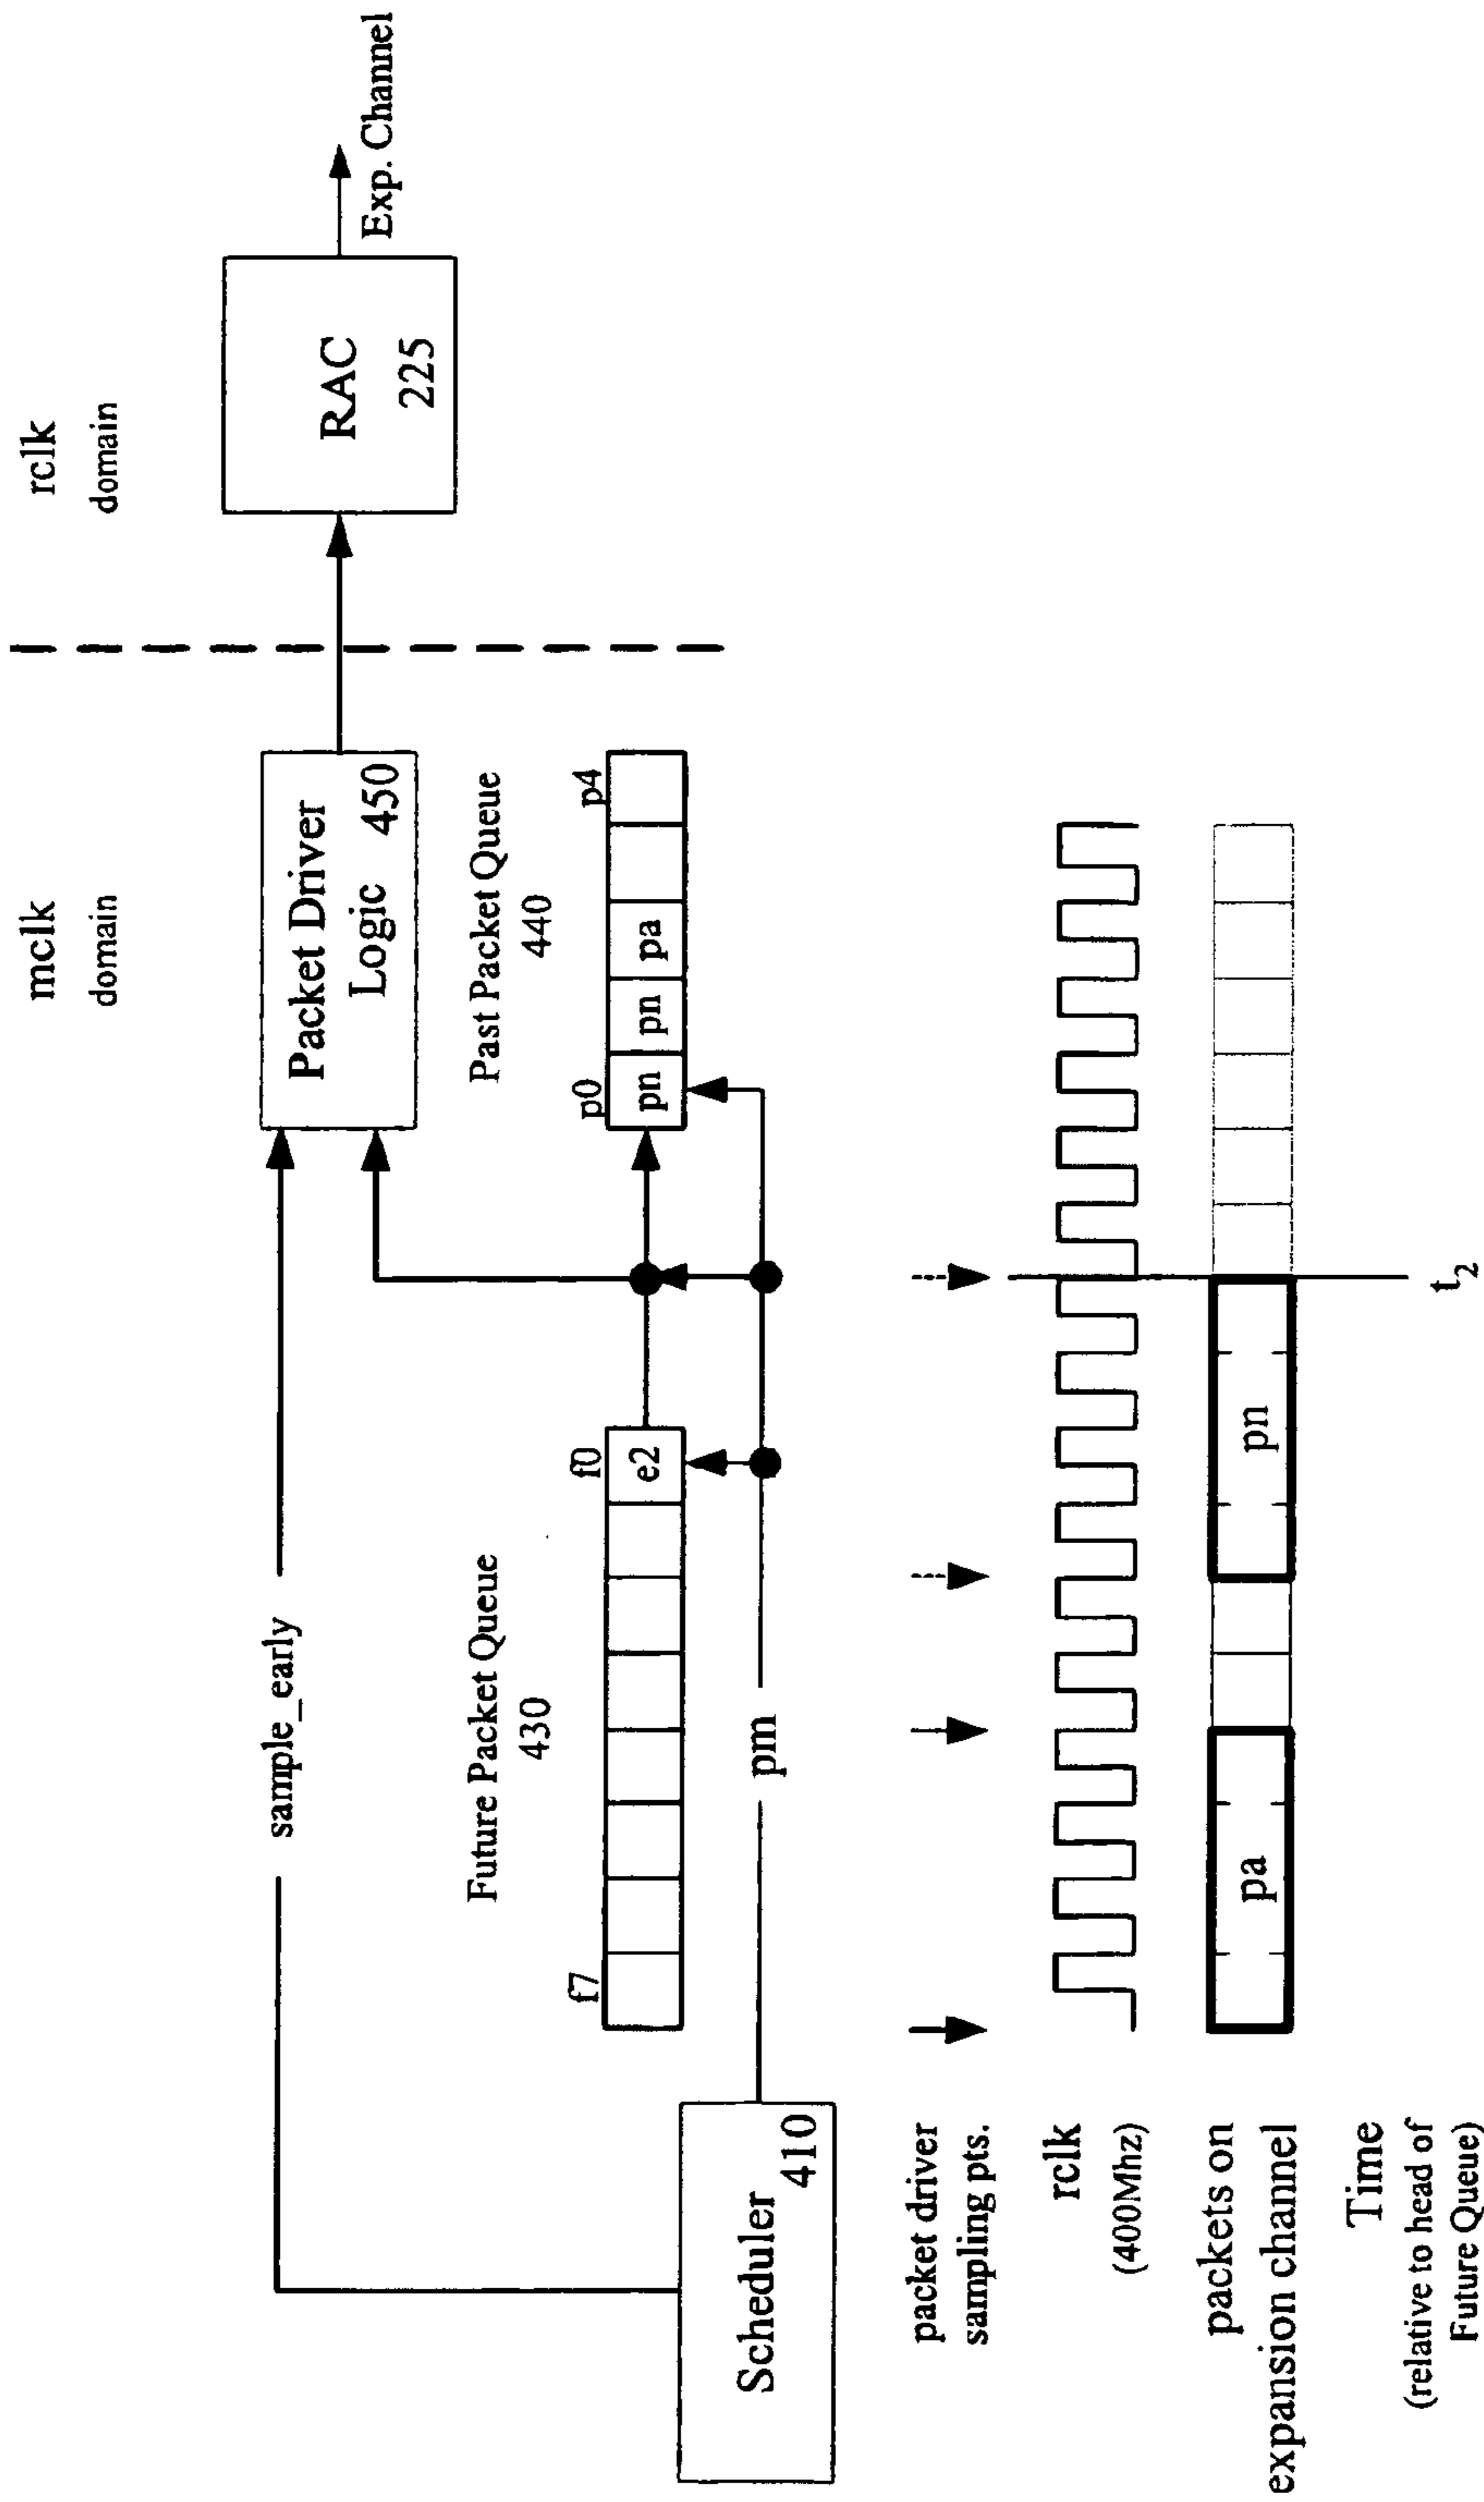 mclk
domain
rclk
domain
sample_early
Packet Driver
Logic 450
RAC
225
Exp. Channel
Future Packet Queue
430
Past Packet Queue
440
f7
f0
p0
p4
e2
pn
pn
pa
Scheduler
410
pm
packet driver
sampling pts.
rclk
(400Mhz)
packets on
expansion channel
pa
pn
Time
(relative to head of
Future Queue)
t2